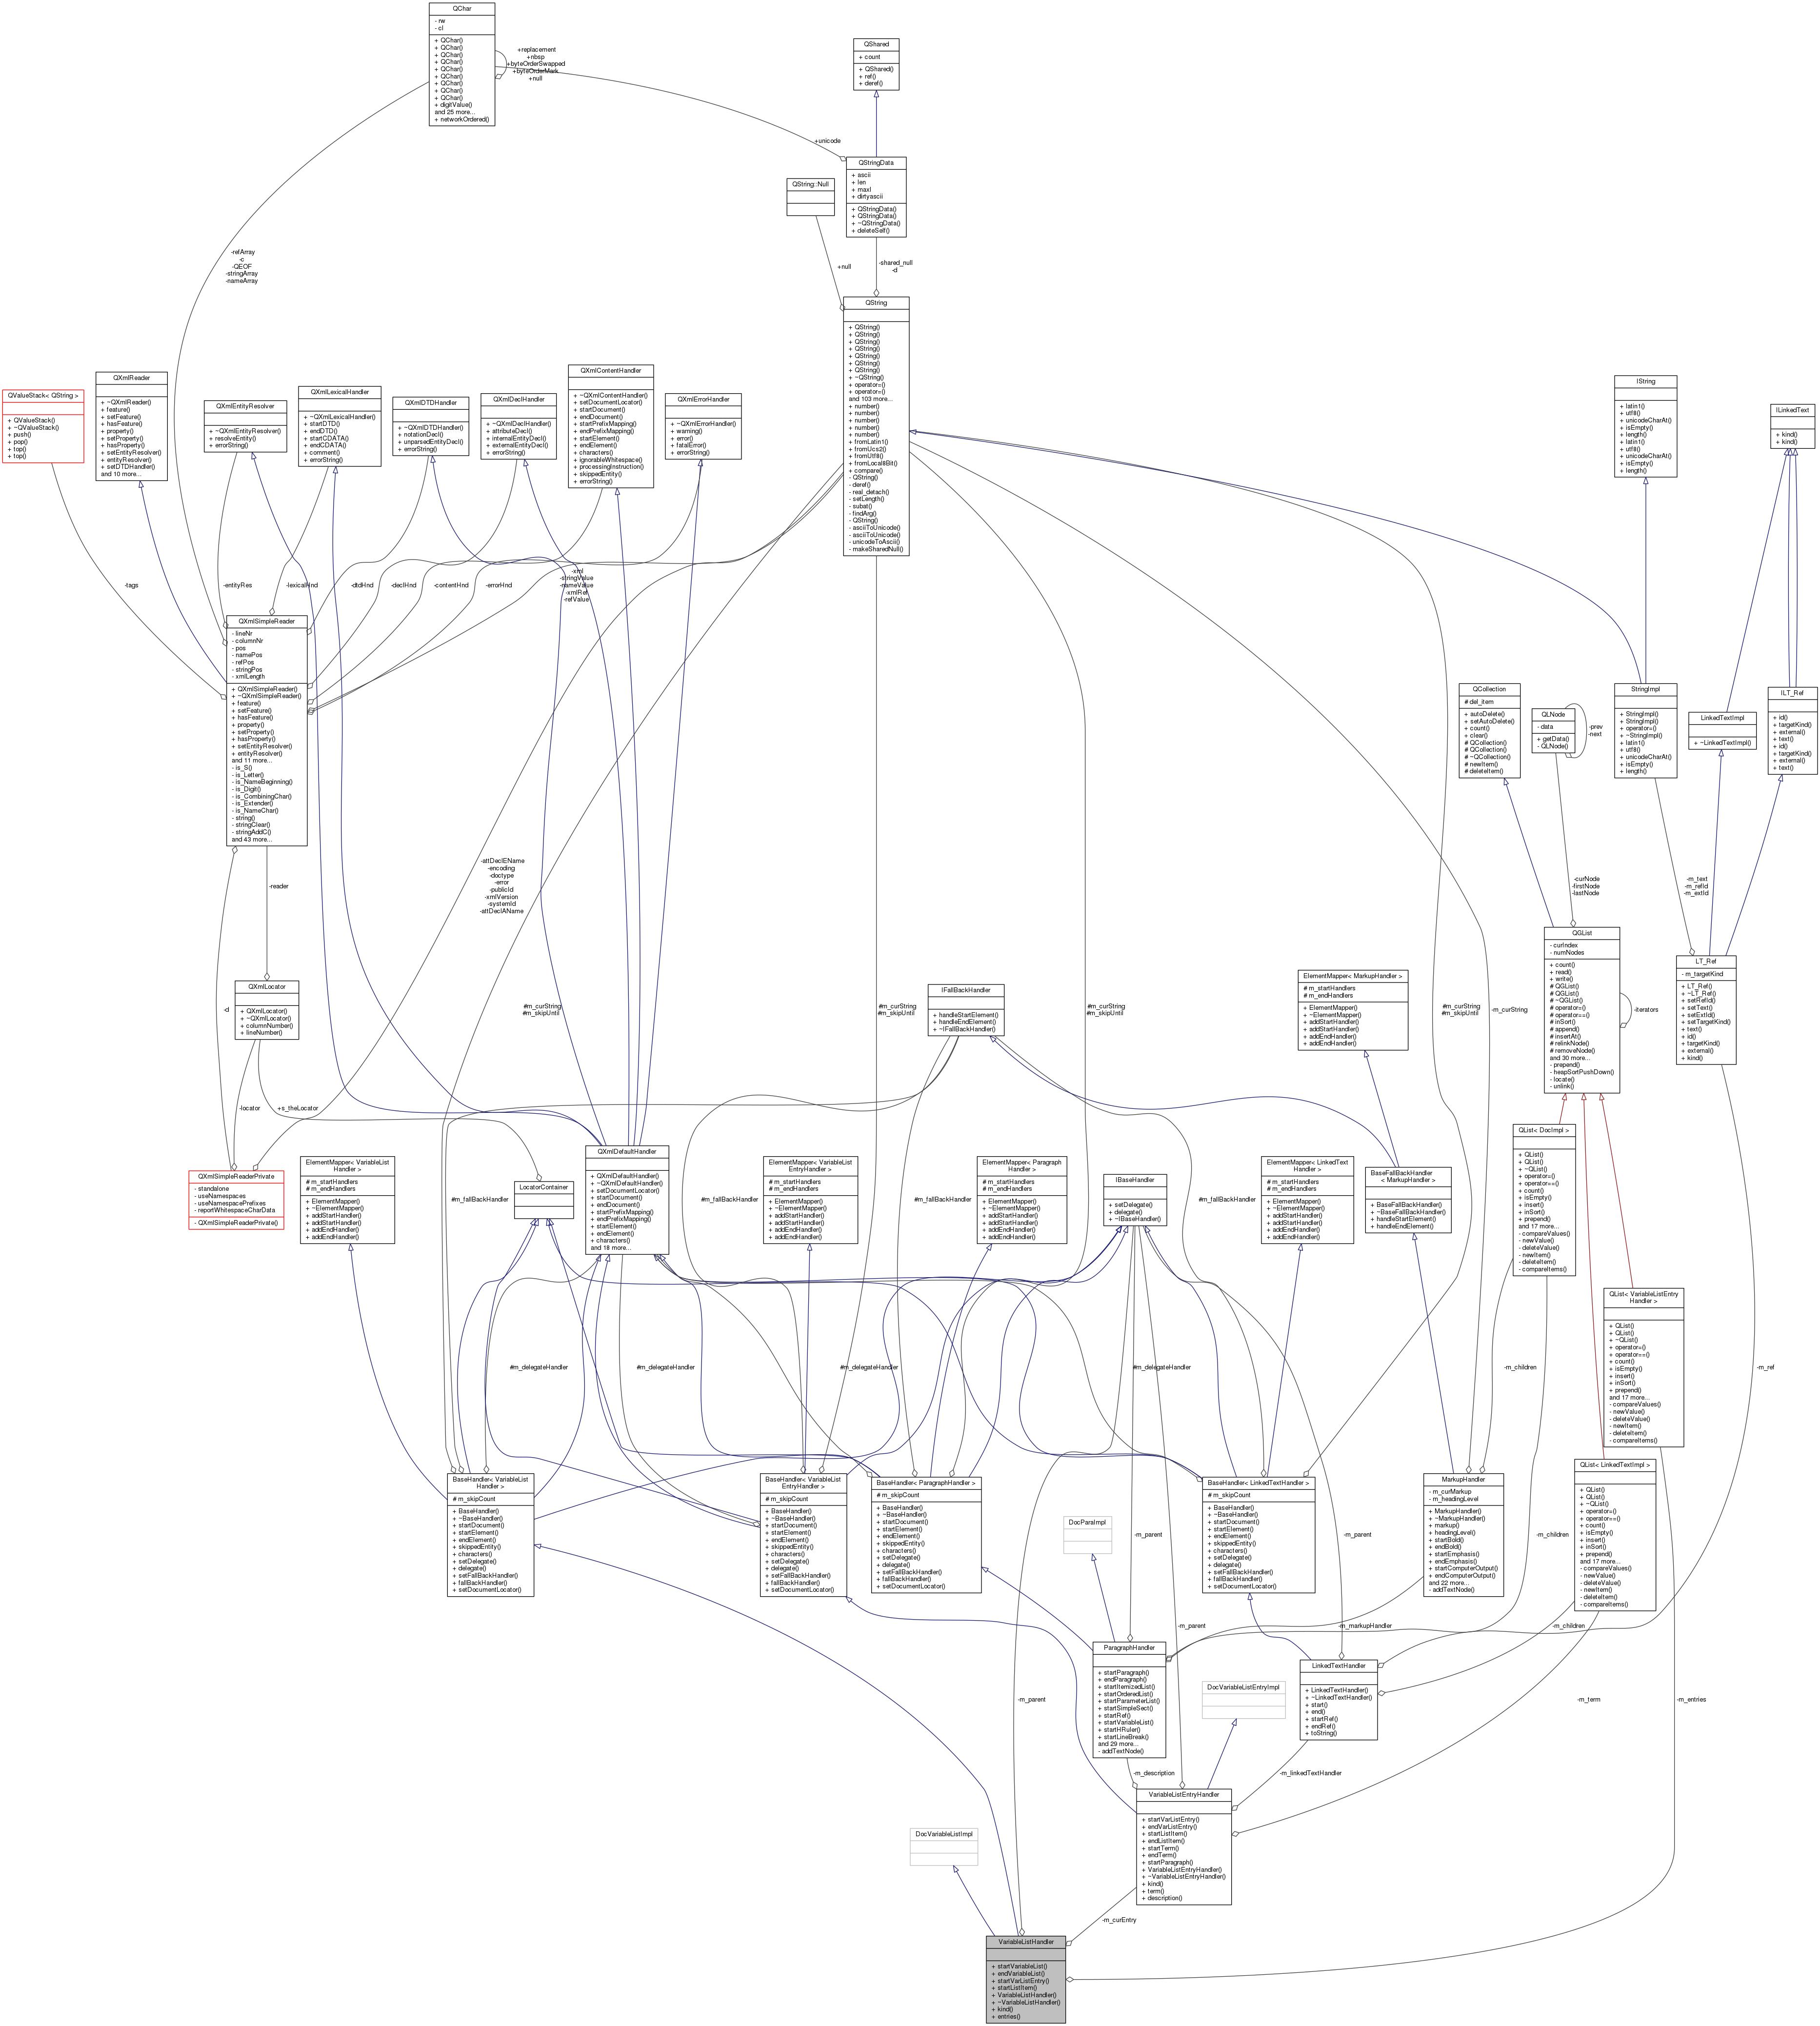 QChar
- rw
- cl
+ QChar()
+ QChar()
+ QChar()
+ QChar()
+ QChar()
+ QChar()
+ QChar()
+ QChar()
+ QChar()
+ digitValue()
and 25 more...
+ networkOrdered()
+replacement
+nbsp
+byteOrderSwapped
+byteOrderMark
+null
QShared
+ count
+ QShared()
+ ref()
+ deref()
+unicode
QStringData
+ ascii
+ len
+ maxl
+ dirtyascii
+ QStringData()
+ QStringData()
+ ~QStringData()
+ deleteSelf()
QString::Null
+null
-shared_null
-d
-refArray
-c
-QEOF
-stringArray
-nameArray
QString
+ QString()
+ QString()
+ QString()
+ QString()
+ QString()
+ QString()
+ QString()
+ ~QString()
+ operator=()
+ operator=()
and 103 more...
+ number()
+ number()
+ number()
+ number()
+ number()
+ fromLatin1()
+ fromUcs2()
+ fromUtf8()
+ fromLocal8Bit()
+ compare()
- QString()
- deref()
- real_detach()
- setLength()
- subat()
- findArg()
- QString()
- asciiToUnicode()
- asciiToUnicode()
- unicodeToAscii()
- makeSharedNull()
QValueStack< QString >
+ QValueStack()
+ ~QValueStack()
+ push()
+ pop()
+ top()
+ top()
QXmlReader
+ ~QXmlReader()
+ feature()
+ setFeature()
+ hasFeature()
+ property()
+ setProperty()
+ hasProperty()
+ setEntityResolver()
+ entityResolver()
+ setDTDHandler()
and 10 more...
QXmlEntityResolver
+ ~QXmlEntityResolver()
+ resolveEntity()
+ errorString()
QXmlLexicalHandler
+ ~QXmlLexicalHandler()
+ startDTD()
+ endDTD()
+ startCDATA()
+ endCDATA()
+ comment()
+ errorString()
QXmlDTDHandler
+ ~QXmlDTDHandler()
+ notationDecl()
+ unparsedEntityDecl()
+ errorString()
QXmlDeclHandler
+ ~QXmlDeclHandler()
+ attributeDecl()
+ internalEntityDecl()
+ externalEntityDecl()
+ errorString()
QXmlContentHandler
+ ~QXmlContentHandler()
+ setDocumentLocator()
+ startDocument()
+ endDocument()
+ startPrefixMapping()
+ endPrefixMapping()
+ startElement()
+ endElement()
+ characters()
+ ignorableWhitespace()
+ processingInstruction()
+ skippedEntity()
+ errorString()
QXmlErrorHandler
+ ~QXmlErrorHandler()
+ warning()
+ error()
+ fatalError()
+ errorString()
IString
+ latin1()
+ utf8()
+ unicodeCharAt()
+ isEmpty()
+ length()
+ latin1()
+ utf8()
+ unicodeCharAt()
+ isEmpty()
+ length()
ILinkedText
+ kind()
+ kind()
-tags
-entityRes
-lexicalHnd
-dtdHnd
-declHnd
-contentHnd
-errorHnd
-xml
-stringValue
-nameValue
-xmlRef
-refValue
QXmlSimpleReader
- lineNr
- columnNr
- pos
- namePos
- refPos
- stringPos
- xmlLength
+ QXmlSimpleReader()
+ ~QXmlSimpleReader()
+ feature()
+ setFeature()
+ hasFeature()
+ property()
+ setProperty()
+ hasProperty()
+ setEntityResolver()
+ entityResolver()
and 11 more...
- is_S()
- is_Letter()
- is_NameBeginning()
- is_Digit()
- is_CombiningChar()
- is_Extender()
- is_NameChar()
- string()
- stringClear()
- stringAddC()
and 43 more...
QCollection
# del_item
+ autoDelete()
+ setAutoDelete()
+ count()
+ clear()
# QCollection()
# QCollection()
# ~QCollection()
# newItem()
# deleteItem()
QLNode
- data
+ getData()
- QLNode()
-prev
-next
StringImpl
+ StringImpl()
+ StringImpl()
+ operator=()
+ ~StringImpl()
+ latin1()
+ utf8()
+ unicodeCharAt()
+ isEmpty()
+ length()
LinkedTextImpl
+ ~LinkedTextImpl()
ILT_Ref
+ id()
+ targetKind()
+ external()
+ text()
+ id()
+ targetKind()
+ external()
+ text()
-reader
-attDeclEName
-encoding
-doctype
-error
-publicId
-xmlVersion
-systemId
-attDeclAName
-curNode
-firstNode
-lastNode
-m_text
-m_refId
-m_extId
QGList
- curIndex
- numNodes
+ count()
+ read()
+ write()
# QGList()
# QGList()
# ~QGList()
# operator=()
# operator==()
# inSort()
# append()
# insertAt()
# relinkNode()
# removeNode()
and 30 more...
- prepend()
- heapSortPushDown()
- locate()
- unlink()
-iterators
LT_Ref
- m_targetKind
+ LT_Ref()
+ ~LT_Ref()
+ setRefId()
+ setText()
+ setExtId()
+ setTargetKind()
+ text()
+ id()
+ targetKind()
+ external()
+ kind()
QXmlLocator
+ QXmlLocator()
+ ~QXmlLocator()
+ columnNumber()
+ lineNumber()
-d
#m_curString
#m_skipUntil
#m_curString
#m_skipUntil
IFallBackHandler
+ handleStartElement()
+ handleEndElement()
+ ~IFallBackHandler()
#m_curString
#m_skipUntil
ElementMapper< MarkupHandler >
# m_startHandlers
# m_endHandlers
+ ElementMapper()
+ ~ElementMapper()
+ addStartHandler()
+ addStartHandler()
+ addEndHandler()
+ addEndHandler()
#m_curString
#m_skipUntil
-m_curString
-locator
+s_theLocator
QXmlSimpleReaderPrivate
- standalone
- useNamespaces
- useNamespacePrefixes
- reportWhitespaceCharData
- QXmlSimpleReaderPrivate()
ElementMapper< VariableList
Handler >
# m_startHandlers
# m_endHandlers
+ ElementMapper()
+ ~ElementMapper()
+ addStartHandler()
+ addStartHandler()
+ addEndHandler()
+ addEndHandler()
#m_fallBackHandler
LocatorContainer
QXmlDefaultHandler
+ QXmlDefaultHandler()
+ ~QXmlDefaultHandler()
+ setDocumentLocator()
+ startDocument()
+ endDocument()
+ startPrefixMapping()
+ endPrefixMapping()
+ startElement()
+ endElement()
+ characters()
and 18 more...
#m_fallBackHandler
ElementMapper< VariableList
EntryHandler >
# m_startHandlers
# m_endHandlers
+ ElementMapper()
+ ~ElementMapper()
+ addStartHandler()
+ addStartHandler()
+ addEndHandler()
+ addEndHandler()
#m_fallBackHandler
ElementMapper< Paragraph
Handler >
# m_startHandlers
# m_endHandlers
+ ElementMapper()
+ ~ElementMapper()
+ addStartHandler()
+ addStartHandler()
+ addEndHandler()
+ addEndHandler()
IBaseHandler
+ setDelegate()
+ delegate()
+ ~IBaseHandler()
#m_fallBackHandler
ElementMapper< LinkedText
Handler >
# m_startHandlers
# m_endHandlers
+ ElementMapper()
+ ~ElementMapper()
+ addStartHandler()
+ addStartHandler()
+ addEndHandler()
+ addEndHandler()
BaseFallBackHandler
< MarkupHandler >
+ BaseFallBackHandler()
+ ~BaseFallBackHandler()
+ handleStartElement()
+ handleEndElement()
QList< DocImpl >
+ QList()
+ QList()
+ ~QList()
+ operator=()
+ operator==()
+ count()
+ isEmpty()
+ insert()
+ inSort()
+ prepend()
and 17 more...
- compareValues()
- newValue()
- deleteValue()
- newItem()
- deleteItem()
- compareItems()
QList< VariableListEntry
Handler >
+ QList()
+ QList()
+ ~QList()
+ operator=()
+ operator==()
+ count()
+ isEmpty()
+ insert()
+ inSort()
+ prepend()
and 17 more...
- compareValues()
- newValue()
- deleteValue()
- newItem()
- deleteItem()
- compareItems()
#m_delegateHandler
#m_delegateHandler
#m_delegateHandler
#m_delegateHandler
-m_children
-m_ref
BaseHandler< VariableList
Handler >
# m_skipCount
+ BaseHandler()
+ ~BaseHandler()
+ startDocument()
+ startElement()
+ endElement()
+ skippedEntity()
+ characters()
+ setDelegate()
+ delegate()
+ setFallBackHandler()
+ fallBackHandler()
+ setDocumentLocator()
BaseHandler< VariableList
EntryHandler >
# m_skipCount
+ BaseHandler()
+ ~BaseHandler()
+ startDocument()
+ startElement()
+ endElement()
+ skippedEntity()
+ characters()
+ setDelegate()
+ delegate()
+ setFallBackHandler()
+ fallBackHandler()
+ setDocumentLocator()
BaseHandler< ParagraphHandler >
# m_skipCount
+ BaseHandler()
+ ~BaseHandler()
+ startDocument()
+ startElement()
+ endElement()
+ skippedEntity()
+ characters()
+ setDelegate()
+ delegate()
+ setFallBackHandler()
+ fallBackHandler()
+ setDocumentLocator()
BaseHandler< LinkedTextHandler >
# m_skipCount
+ BaseHandler()
+ ~BaseHandler()
+ startDocument()
+ startElement()
+ endElement()
+ skippedEntity()
+ characters()
+ setDelegate()
+ delegate()
+ setFallBackHandler()
+ fallBackHandler()
+ setDocumentLocator()
MarkupHandler
- m_curMarkup
- m_headingLevel
+ MarkupHandler()
+ ~MarkupHandler()
+ markup()
+ headingLevel()
+ startBold()
+ endBold()
+ startEmphasis()
+ endEmphasis()
+ startComputerOutput()
+ endComputerOutput()
and 22 more...
- addTextNode()
QList< LinkedTextImpl >
+ QList()
+ QList()
+ ~QList()
+ operator=()
+ operator==()
+ count()
+ isEmpty()
+ insert()
+ inSort()
+ prepend()
and 17 more...
- compareValues()
- newValue()
- deleteValue()
- newItem()
- deleteItem()
- compareItems()
DocParaImpl
-m_parent
-m_parent
-m_children
-m_parent
-m_markupHandler
-m_children
ParagraphHandler
+ startParagraph()
+ endParagraph()
+ startItemizedList()
+ startOrderedList()
+ startParameterList()
+ startSimpleSect()
+ startRef()
+ startVariableList()
+ startHRuler()
+ startLineBreak()
and 29 more...
- addTextNode()
DocVariableListEntryImpl
LinkedTextHandler
+ LinkedTextHandler()
+ ~LinkedTextHandler()
+ start()
+ end()
+ startRef()
+ endRef()
+ toString()
-m_parent
-m_term
-m_entries
-m_description
-m_linkedTextHandler
VariableListEntryHandler
+ startVarListEntry()
+ endVarListEntry()
+ startListItem()
+ endListItem()
+ startTerm()
+ endTerm()
+ startParagraph()
+ VariableListEntryHandler()
+ ~VariableListEntryHandler()
+ kind()
+ term()
+ description()
DocVariableListImpl
-m_curEntry
VariableListHandler
+ startVariableList()
+ endVariableList()
+ startVarListEntry()
+ startListItem()
+ VariableListHandler()
+ ~VariableListHandler()
+ kind()
+ entries()